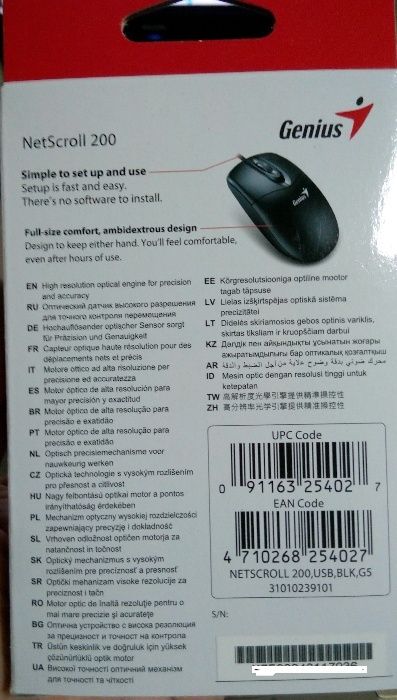 Genius
NetScroll 200
Simple to set up and use
Setup is fast and easy.
There's no software to install.
Genius
Full-size comfort, ambidextrous design
Design to keep either hand. You'll feel comfortable,
even after hours of use.
EN High resolution optical engine for precision
and accuracy
RU Оптический датчик высокого разрешения
для точного контроля перемещения
DE Hochauflösender optischer Sensor sorgt
für Präzision und Genauigkeit
FR Capteur optique haute résolution pour des
déplacements nets et précis
IT Motore ottico ad alta risoluzione per
precisione ed accuratezza
ES Motor óptico de alta resolución para
mayor precisión y exactitud
BR Motor óptico de alta resolução para
precisão e exatidão
PT Motor óptico de alta resolução para
precisão e exatidão
NL Optisch precisiemechanisme voor
nauwkeurig werken
CZ Optická technologie s vysokým rozlišením
pro přesnost a citlivost
HU Nagy felbontású optikai motor a pontos
irányíthatóság érdekében
PL Mechanizm optyczny wysokiej rozdzielczości
zapewniający precyzję i dokładność
SL Vrhoven odložnost optičen motorja za
natančnost in točnost
SK Optický mechanizmus s vysokým
rozlíšením pre precíznosť a presnosť
SR Optički mehanizam visoke rezolucije za
preciznost i tačn
RO Motor optic de înaltă rezoluţie pentru o
mai mare precizie şi acurateţe
BG Оптична устройство с висока резолюция
за прецизност и точност на контрола
TR Üstün keskinlik ve doğruluk için yüksek
çözünürlüklü optik motor
UA Високої точності оптичний механізм
для точності та чіткості
EE Kõrgresolutsiooniga optiline mootor
tagab täpsuse
LV Lielas izšķirtspējas optiskā sistēma
precizitātei
LT Didelės skiriamosios gebos optinis variklis,
skirtas tiksliam ir kruopščiam darbui
KZ Дәлдік пен айқындықты ұсынатын жоғары
ажыратымдылығы бар оптикалық қозғалтқыш
AR محرك ضوئي بدقة وضوح علاية من أجل الضبط والدقة
ID Mesin optic dengan resolusi tinggi untuk
ketepatan
TW 高解析度光學引擎提供精準操控性
ZH 高分辨率光学引擎提供精准操控性
UPC Code
0 91163 25402 7
EAN Code
4 710268 254027
NETSCROLL 200,USB,BLK,G5
31010239101
S/N: